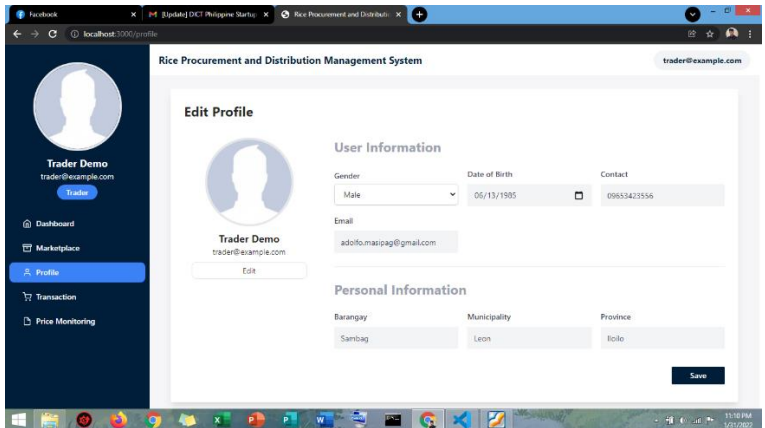 Facebook
[Update] DICT Philippine Startup
Rice Procurement and Distributi
localhost:3000/profile
Rice Procurement and Distribution Management System
trader@example.com
Trader Demo
trader@example.com
Trader
Dashboard
Marketplace
Profile
Transaction
Price Monitoring
Edit Profile
Trader Demo
trader@example.com
Edit
User Information
Gender Date of Birth Contact
Male 06/13/1985 09653423556
Email
adolfo.masipag@gmail.com
Personal Information
Barangay Municipality Province
Sambag Leon Iloilo
Save
11:10 PM
1/31/2022